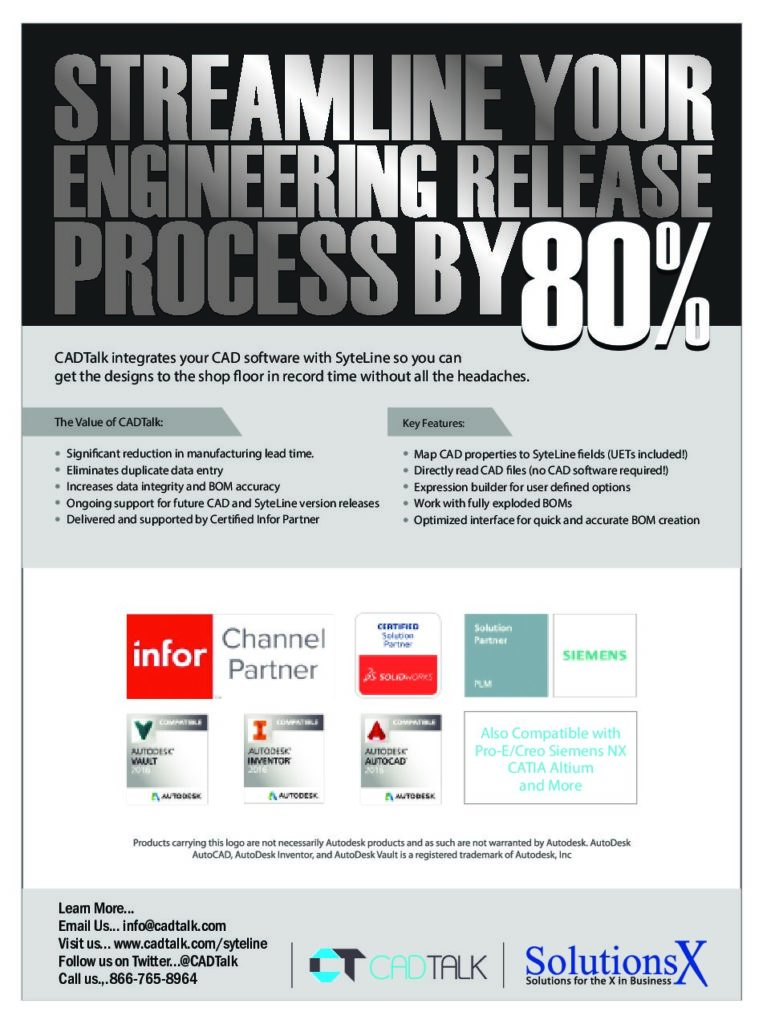 STREAMLINE YOUR
ENGINEERING RELEASE
PROCESS BY 80%
CADTalk integrates your CAD software with SyteLine so you can
get the designs to the shop floor in record time without all the headaches.
The Value of CADTalk:
• Significant reduction in manufacturing lead time.
• Eliminates duplicate data entry
• Increases data integrity and BOM accuracy
• Ongoing support for future CAD and SyteLine version releases
• Delivered and supported by Certified Infor Partner
Key Features:
• Map CAD properties to SyteLine fields (UETs included!)
• Directly read CAD files (no CAD software required!)
• Expression builder for user defined options
• Work with fully exploded BOMs
• Optimized interface for quick and accurate BOM creation
infor
Channel
Partner
CERTIFIED
Solution
Partner
SOLIDWORKS
Solution
Partner
PLM
SIEMENS
COMPATIBLE
AUTODESK
VAULT
2016
AUTODESK
COMPATIBLE
AUTODESK
INVENTOR
2016
AUTODESK
COMPATIBLE
AUTODESK
AUTOCAD
AUTODESK
Also Compatible with
Pro-E/Creo Siemens NX
CATIA Altium
and More
Products carrying this logo are not necessarily Autodesk products and as such are not warranted by Autodesk. AutoDesk
AutoCAD, AutoDesk Inventor, and AutoDesk Vault is a registered trademark of Autodesk, Inc
Learn More...
Email Us... info@cadtalk.com
Visit us... www.cadtalk.com/syteline
Follow us on Twitter...@CADTalk
Call us.,.866-765-8964
CT CADTALK
SolutionsX
Solutions for the X in Business